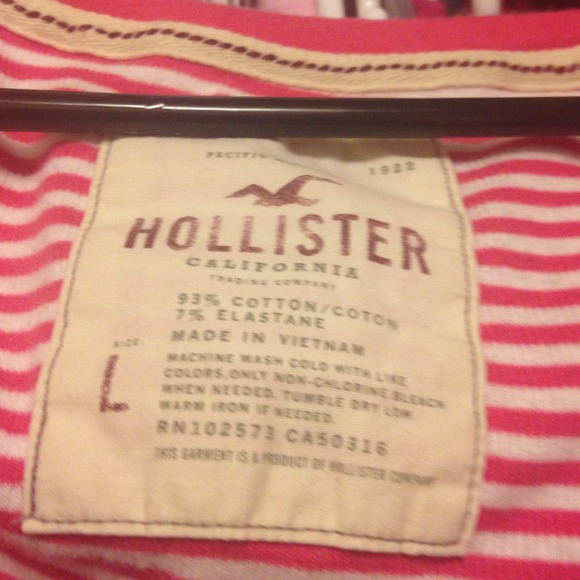 PACIFIC 1922
HOLLISTER
CALIFORNIA
TRADING COMPANY
93% COTTON/COTON
7% ELASTANE
MADE IN VIETNAM
SIZE
L
MACHINE WASH COLD WITH LIKE
COLORS.ONLY NON-CHLORINE BLEACH
WHEN NEEDED. TUMBLE DRY LOW.
WARM IRON IF NEEDED.
RN102573 CA50316
THIS GARMENT IS A PRODUCT OF HOLLISTER COMPANY